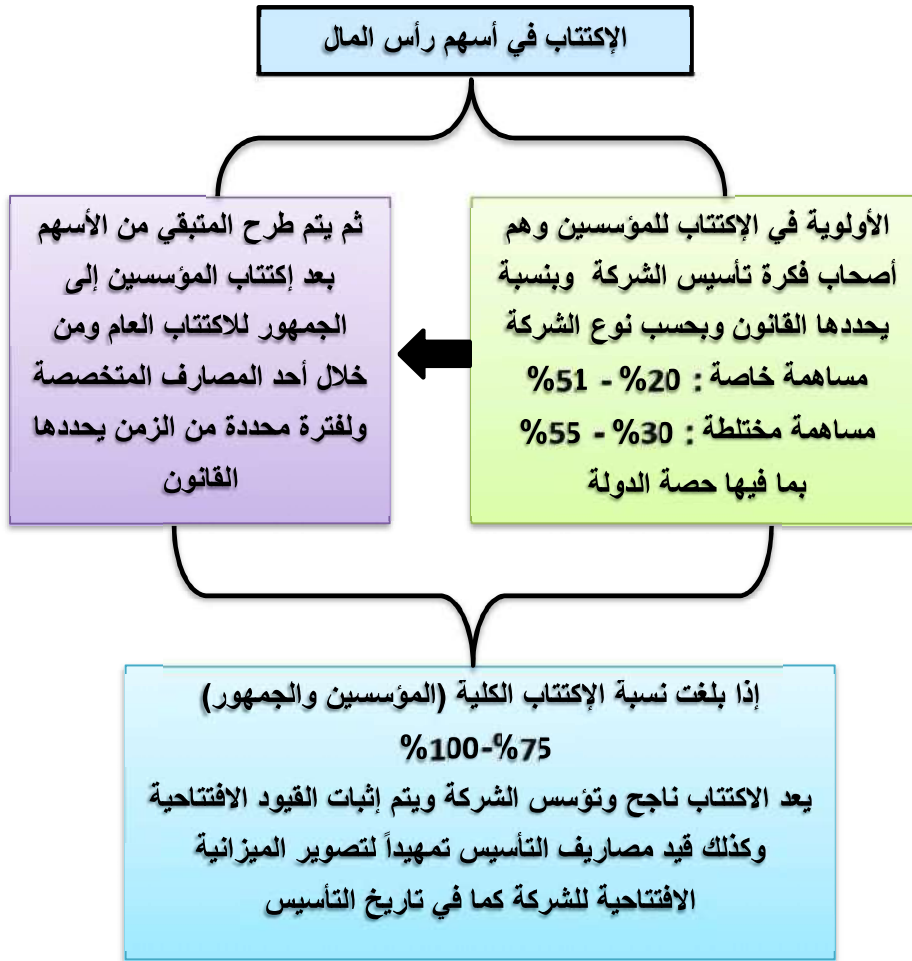 الإكتتاب في أسهم رأس المال
الأولوية في الإكتتاب للمؤسسين وهم
أصحاب فكرة تأسيس الشركة وبنسبة
يحددها القانون وبحسب نوع الشركة
مساهمة خاصة : 20% - 51%
مساهمة مختلطة : 30% - 55%
بما فيها حصة الدولة
ثم يتم طرح المتبقي من الأسهم
بعد إكتتاب المؤسسين إلى
الجمهور للاكتتاب العام ومن
خلال أحد المصارف المتخصصة
ولفترة محددة من الزمن يحددها
القانون
إذا بلغت نسبة الإكتتاب الكلية (المؤسسين والجمهور)
75%-100%
يعد الاكتتاب ناجح وتؤسس الشركة ويتم إثبات القيود الافتتاحية
وكذلك قيد مصاريف التأسيس تمهيداً لتصوير الميزانية
الافتتاحية للشركة كما في تاريخ التأسيس